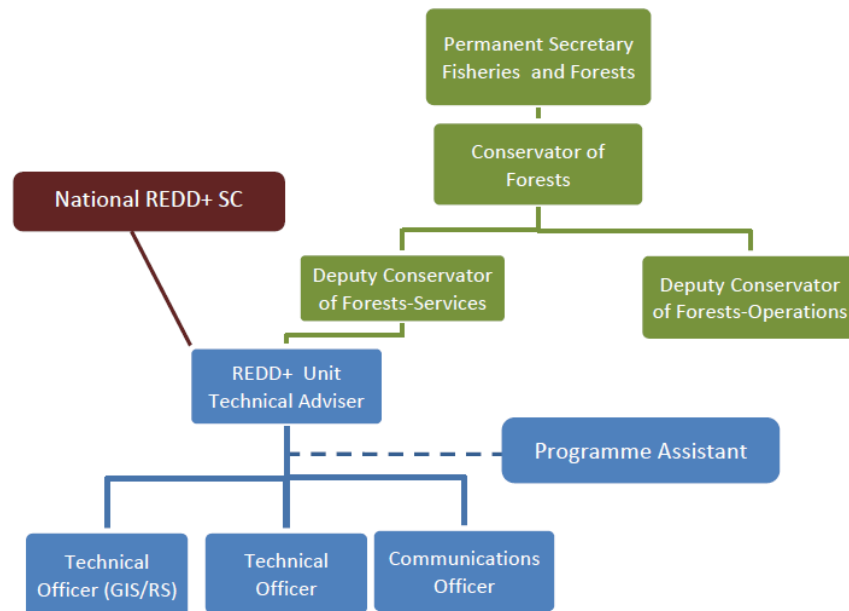 Permanent Secretary
Fisheries and Forests
Conservator of
Forests
National REDD+ SC
Deputy Conservator
of Forests-Services
Deputy Conservator
of Forests-Operations
REDD+ Unit
Technical Adviser
Programme Assistant
Technical
Officer (GIS/RS)
Technical
Officer
Communications
Officer